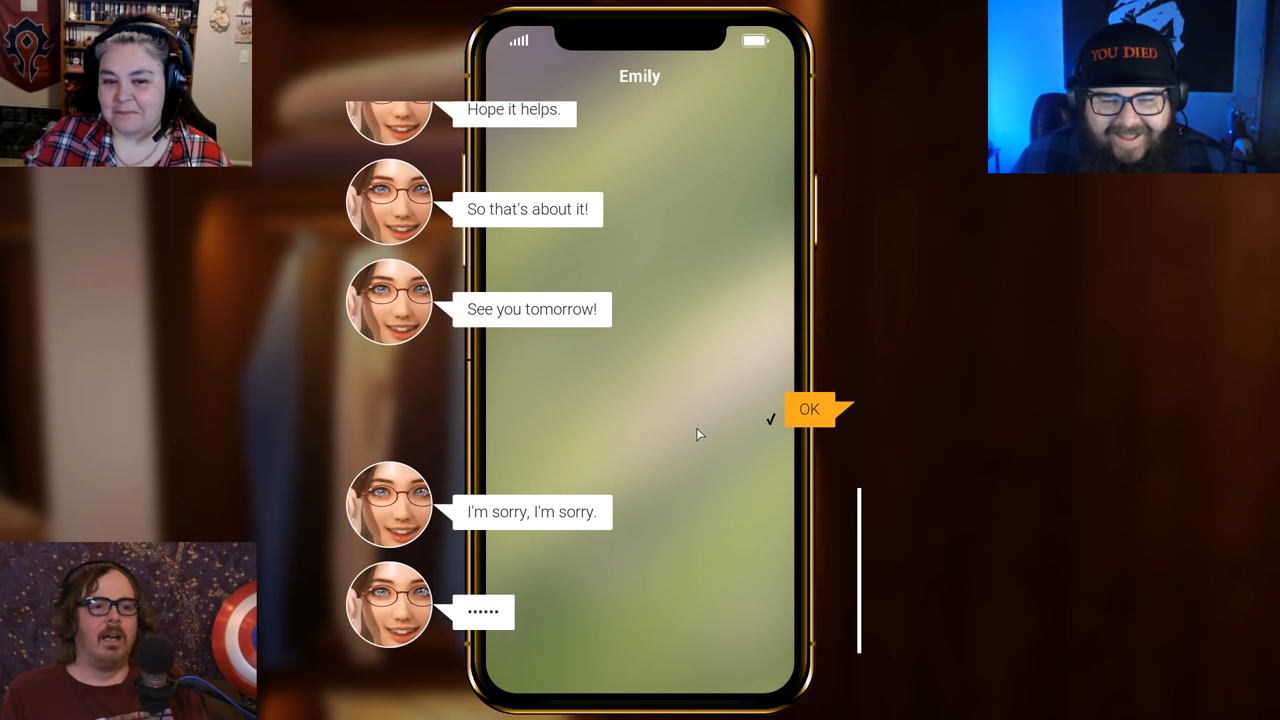 YOU DIED
Emily
Hope it helps.
So that's about it!
See you tomorrow!
OK
I'm sorry, I'm sorry.
······